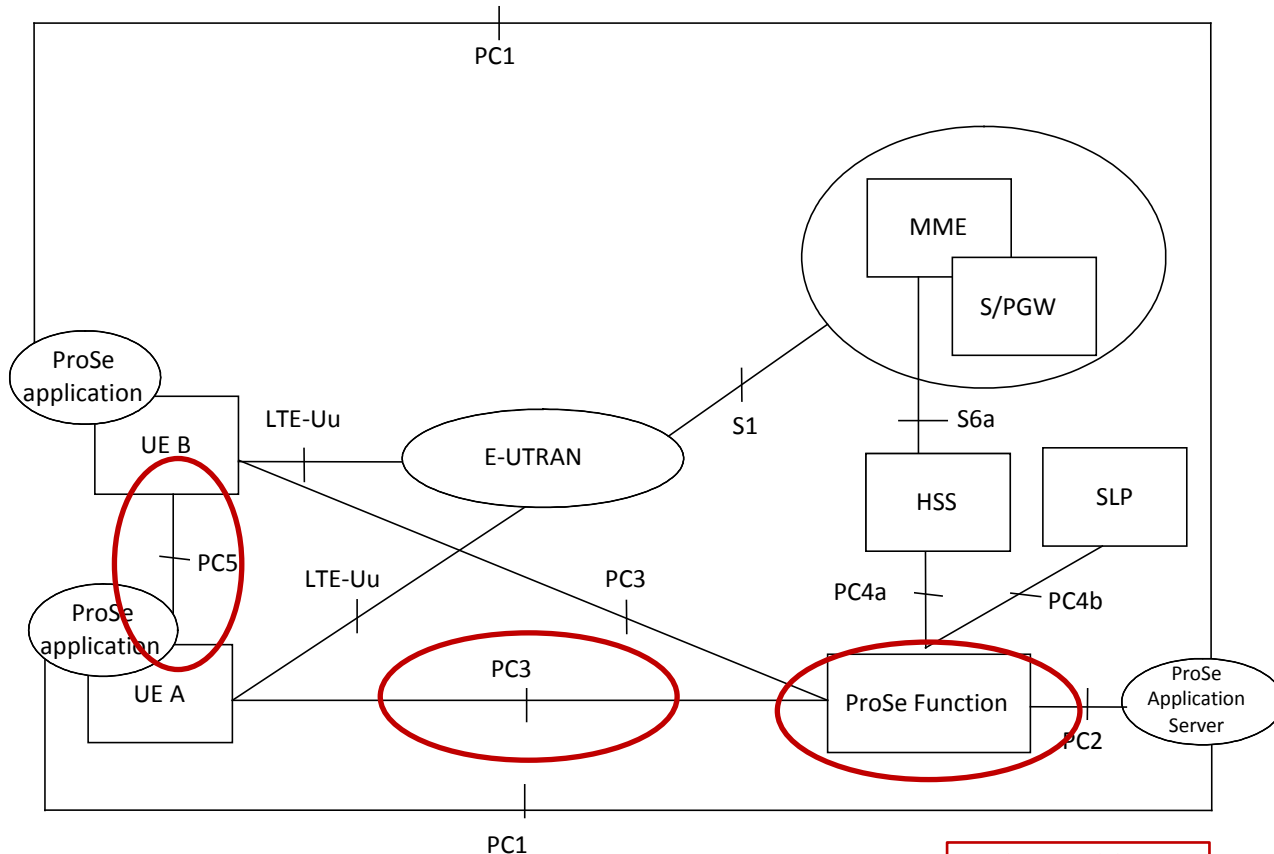 PC1
MME
S/PGW
ProSe
application
LTE-Uu
S1
S6a
UE B
E-UTRAN
HSS
SLP
PC5
LTE-Uu
PC3
PC4a
PC4b
ProSe
application
PC3
UE A
ProSe Function
ProSe
Application
Server
PC2
PC1